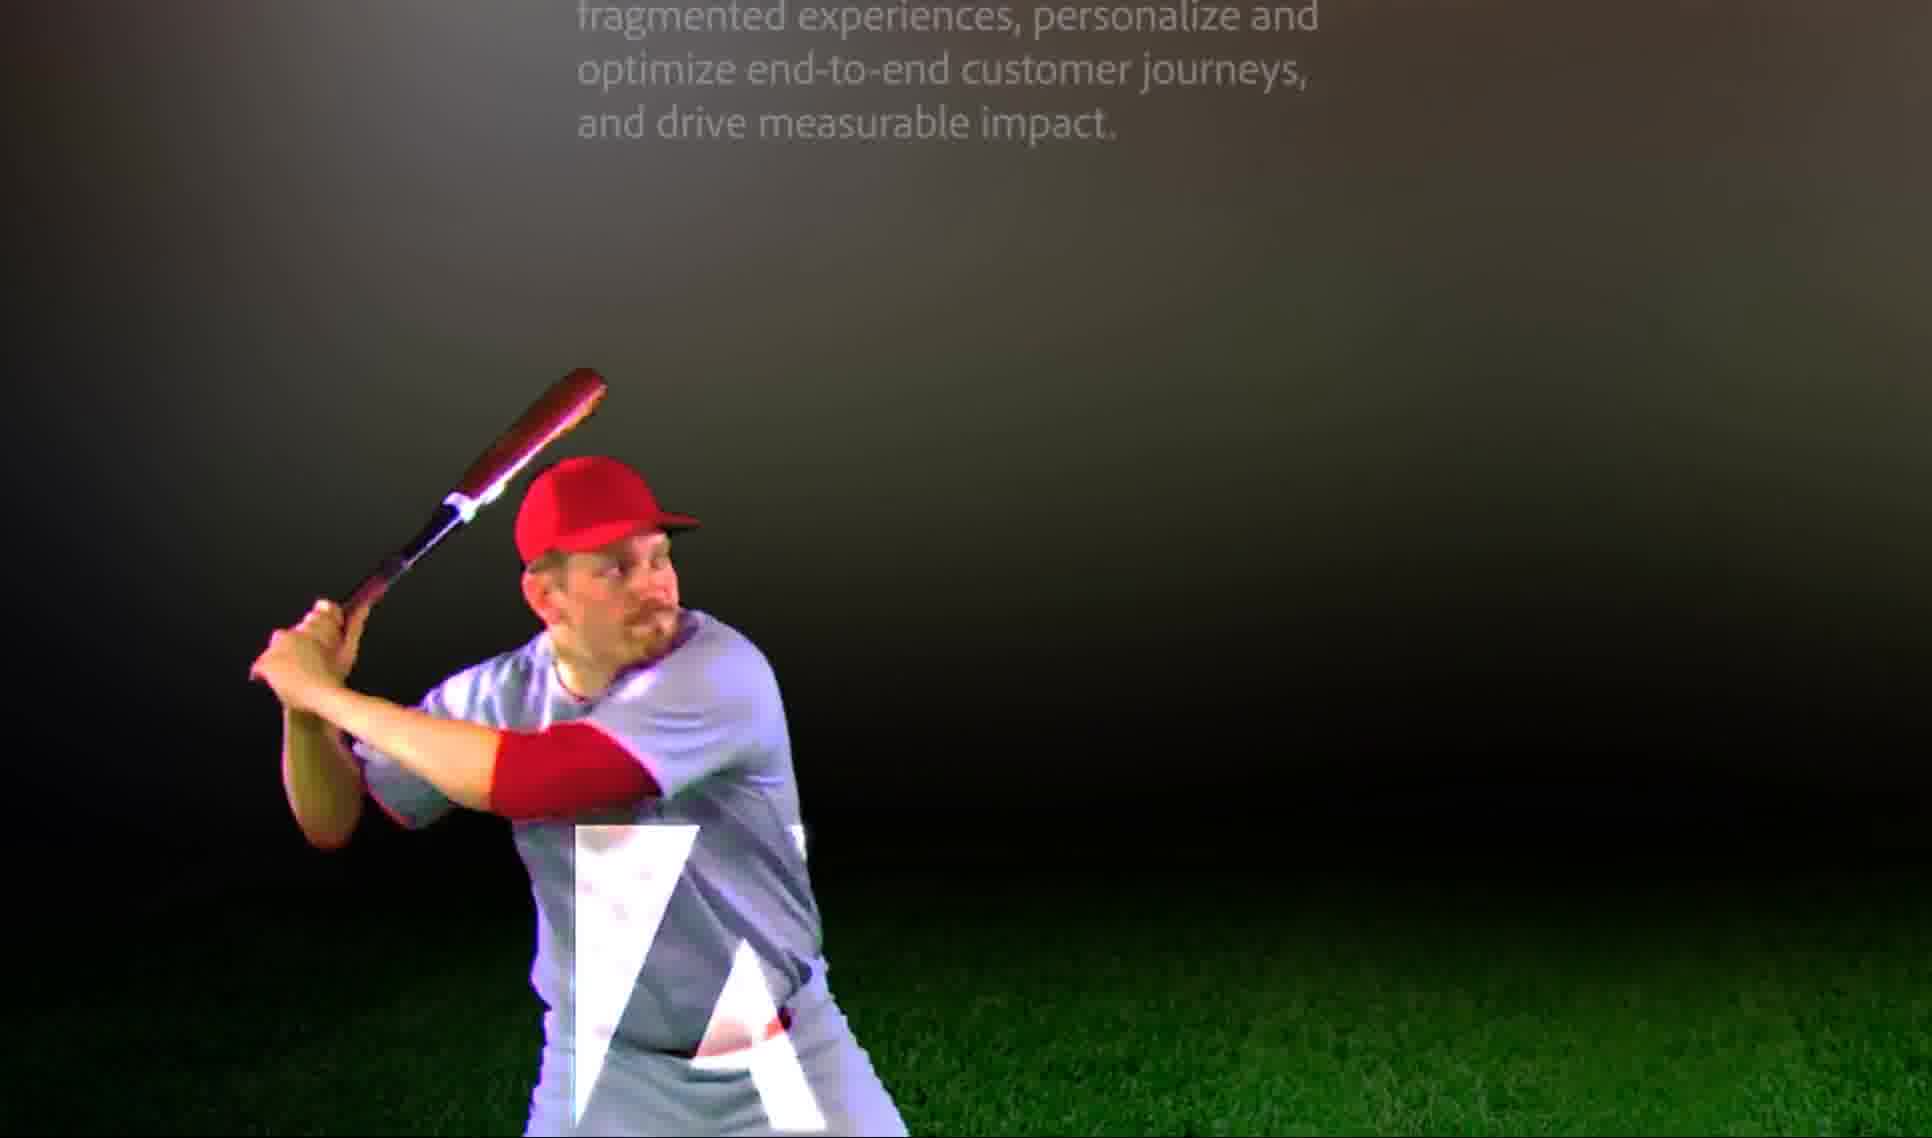 fragmented experiences, personalize and
optimize end-to-end customer journeys,
and drive measurable impact.